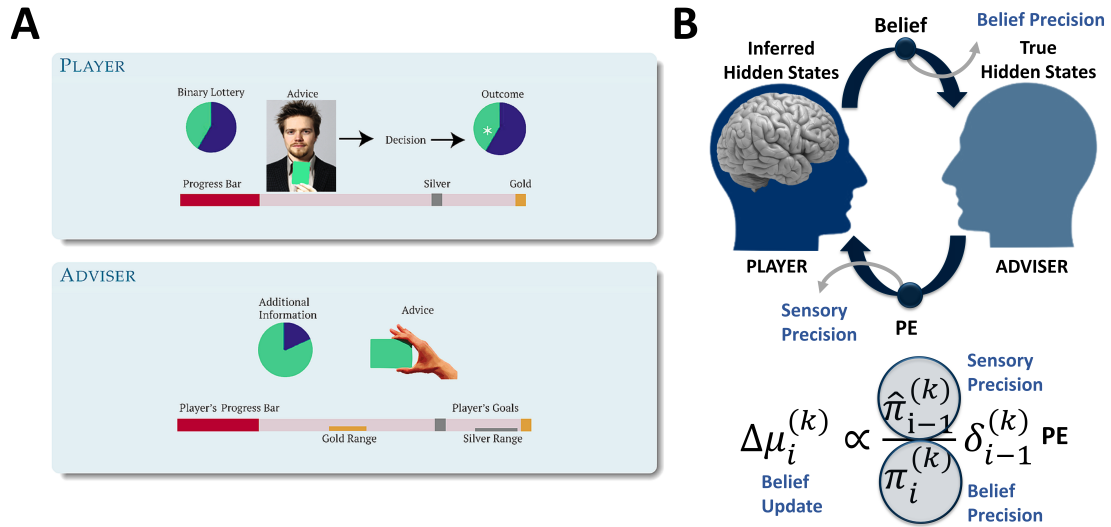 A
PLAYER
Binary Lottery
Advice
Decision
Outcome
*
Progress Bar
Silver
Gold
ADVISER
Additional
Information
Advice
Player's Progress Bar
Player's Goals
Gold Range
Silver Range
B
Belief
Belief Precision
Inferred
Hidden States
True
Hidden States
PLAYER
ADVISER
Sensory
Precision
PE
Sensory
Precision
Δμ_i^(k) ∝ π̂_{i−1}^(k) / π_i^(k) δ_{i−1}^(k) PE
Belief
Update
Belief
Precision